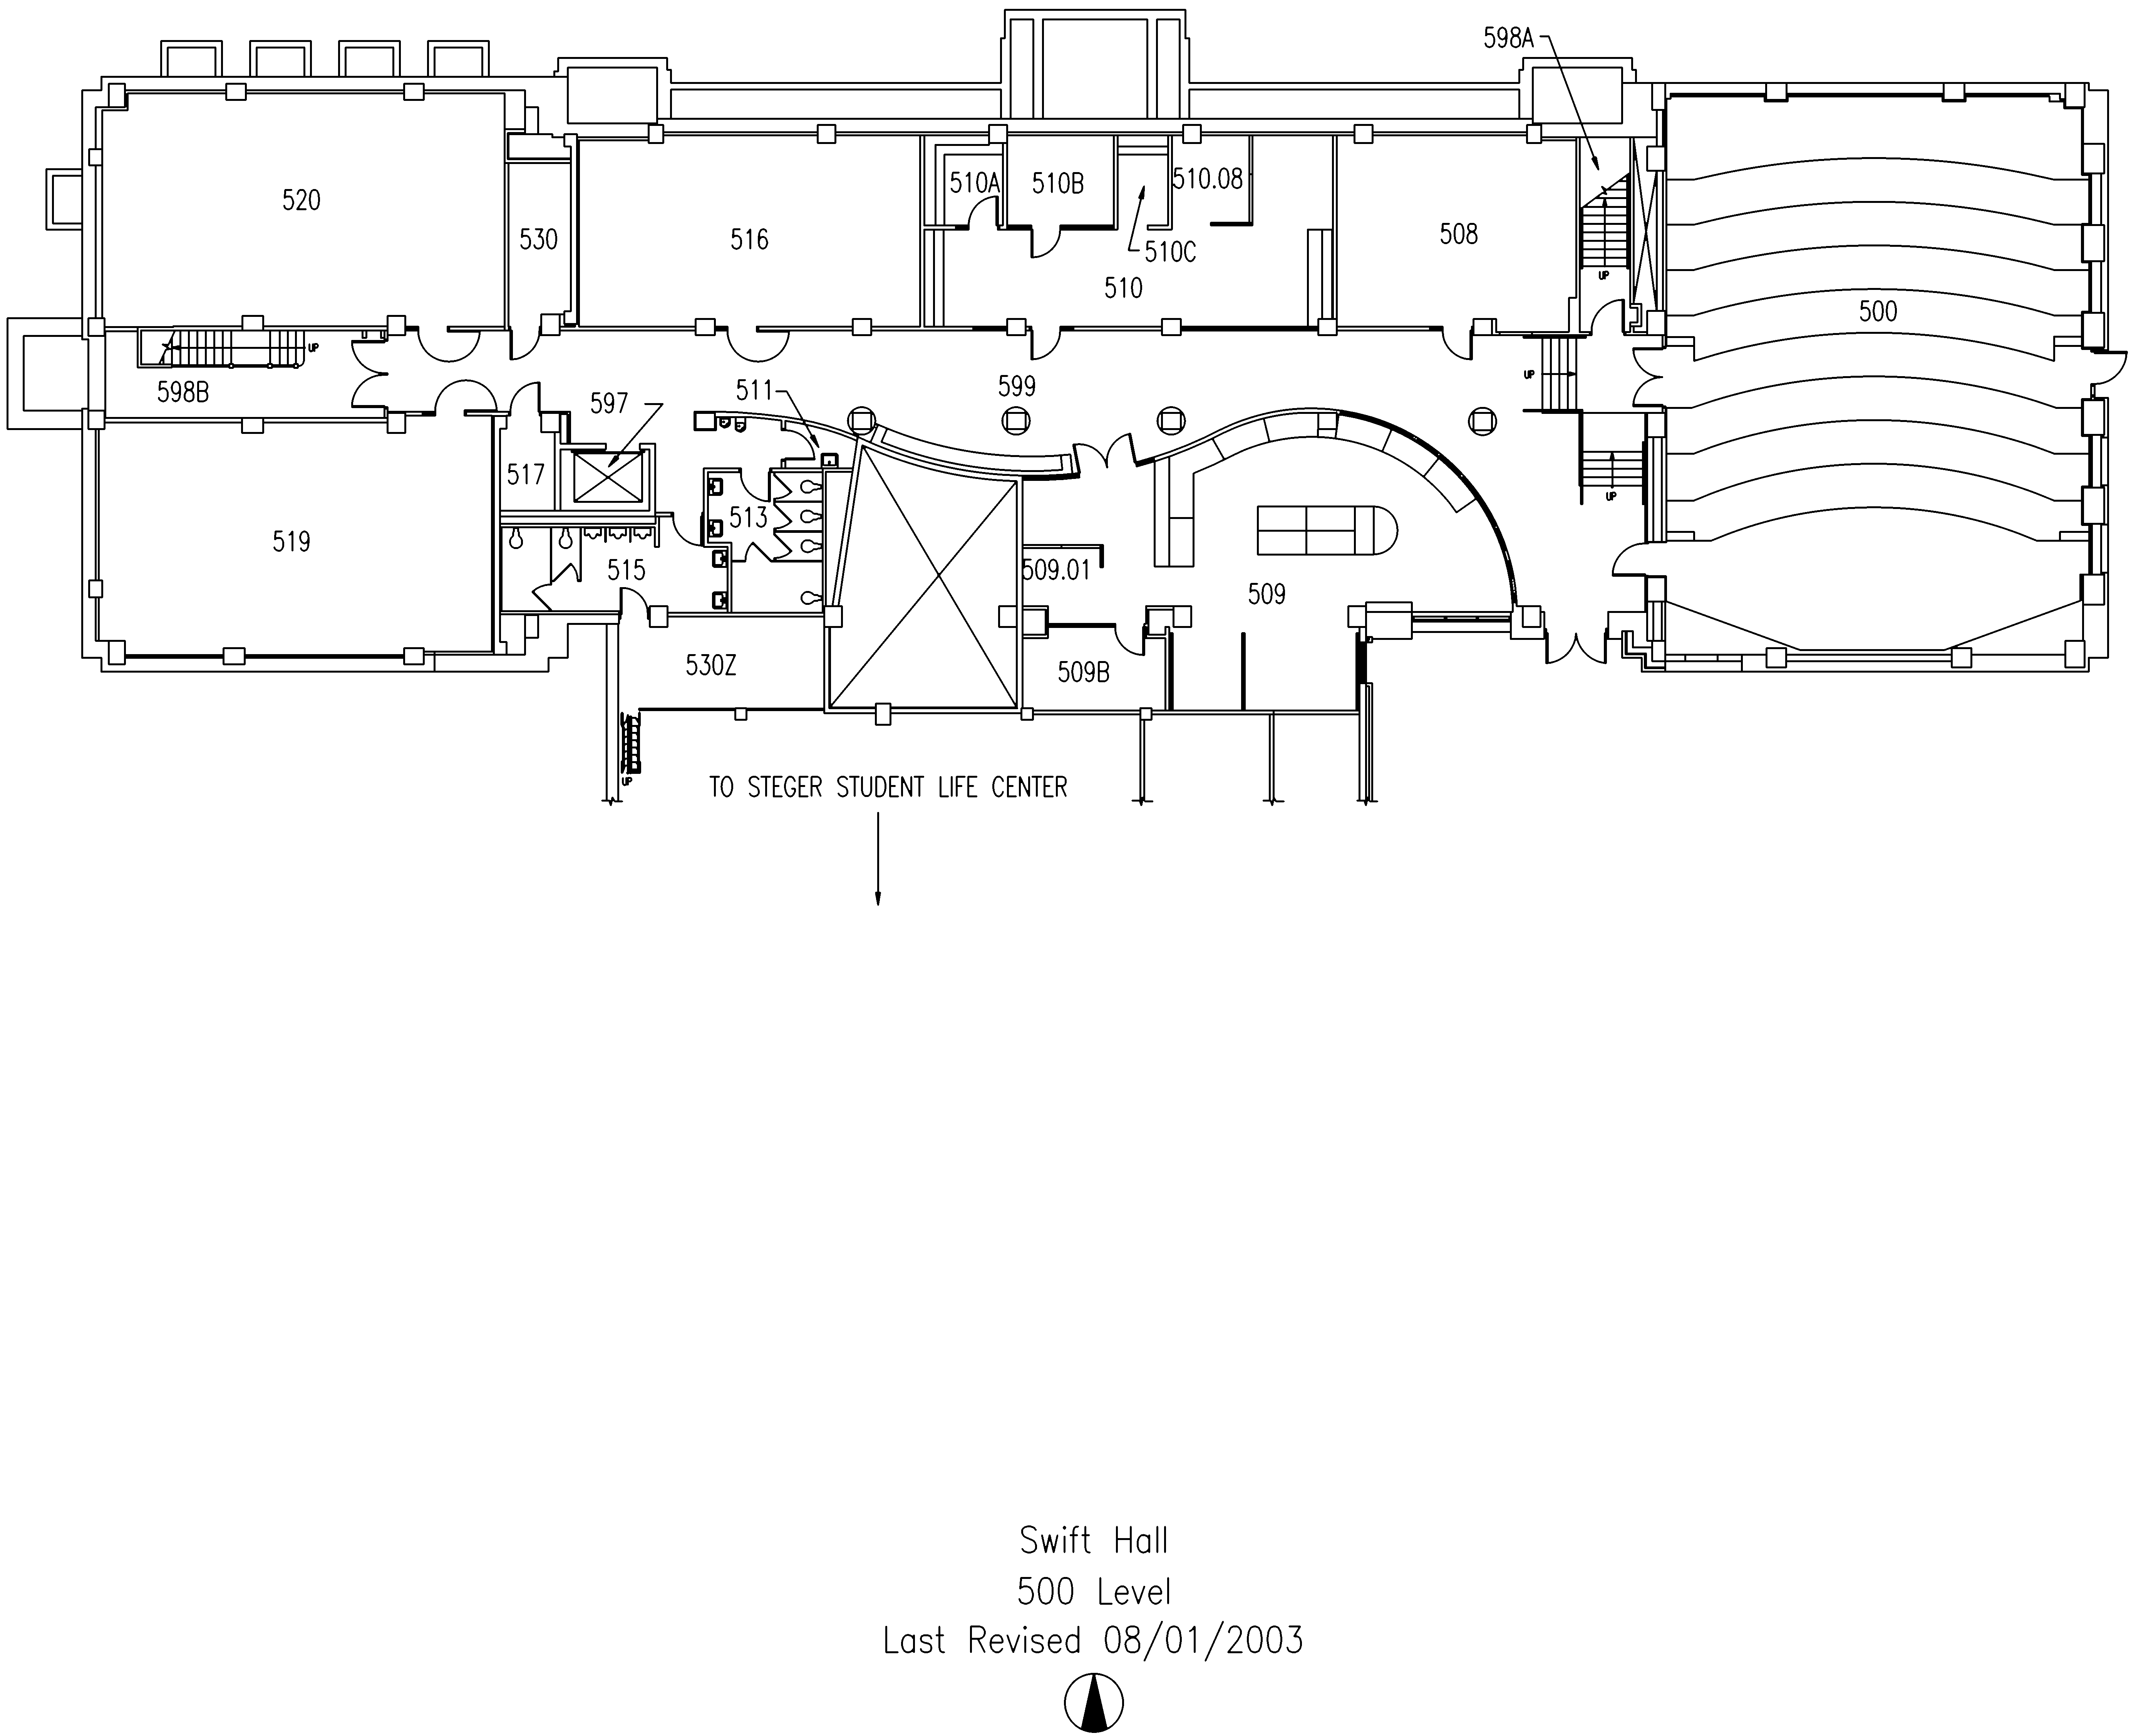 598A
520
530
516
510A
510B
510.08
510C
510
508
UP
500
UP
598B
597
511
599
UP
517
513
UP
519
515
509.01
509
530Z
509B
UP
TO STEGER STUDENT LIFE CENTER
Swift Hall
500 Level
Last Revised 08/01/2003